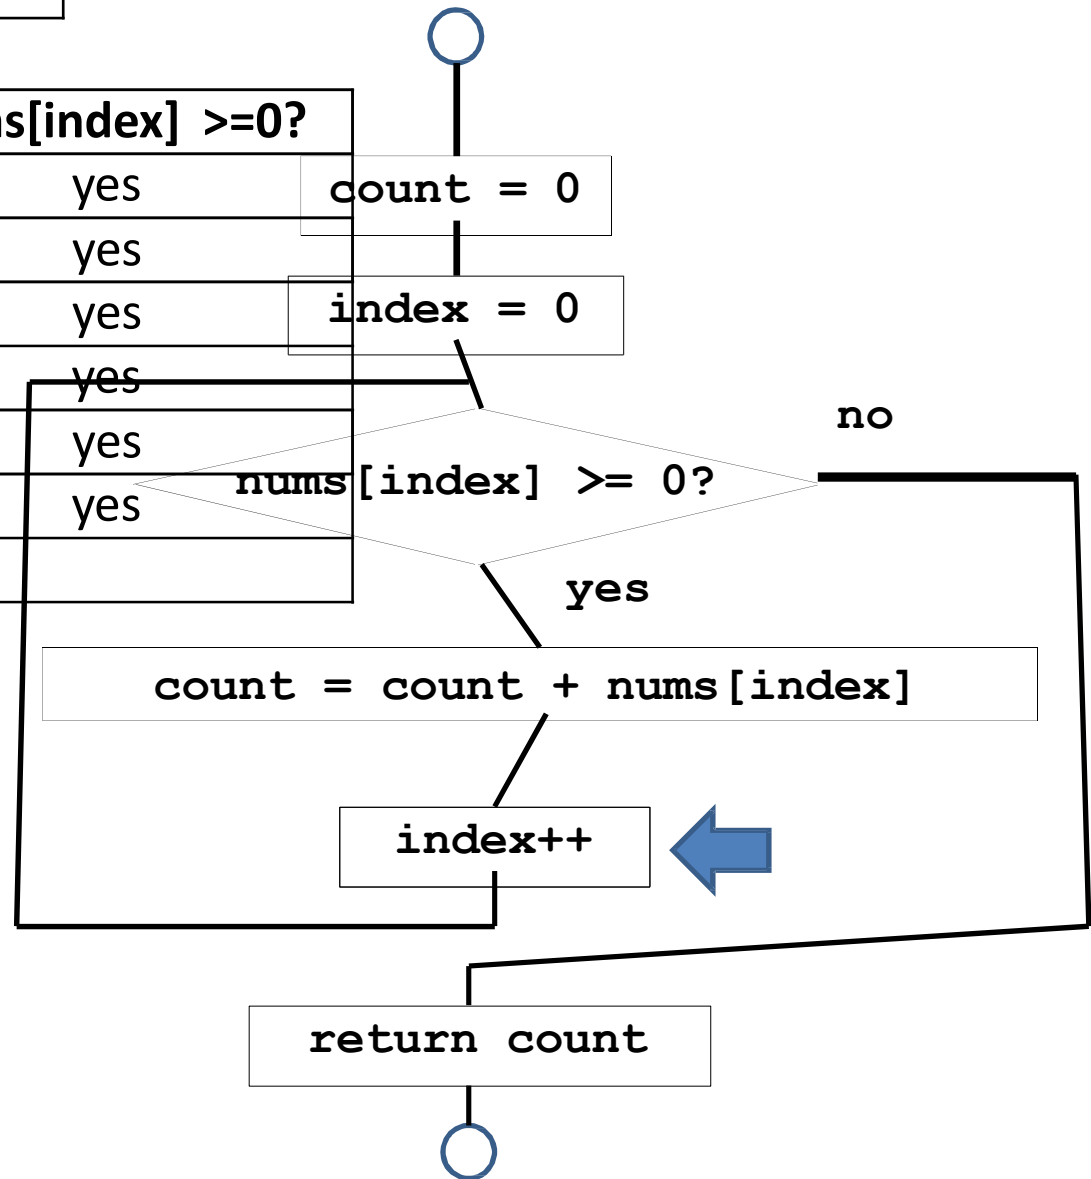 ns[index] >=0?
yes
yes
yes
yes
yes
yes
count = 0
index = 0
nums[index] >= 0?
no
yes
count = count + nums[index]
index++
return count